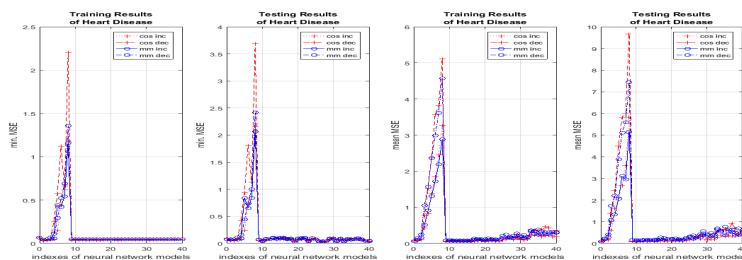 Training Results
of Heart Disease
min. MSE
2.5
2
1.5
1
0.5
0
0 10 20 30 40
indexes of neural network models
cos inc
cos dec
mm inc
mm dec
Testing Results
of Heart Disease
min. MSE
4
3.5
3
2.5
2
1.5
1
0.5
0
0 10 20 30 40
indexes of neural network models
cos inc
cos dec
mm inc
mm dec
Training Results
of Heart Disease
mean MSE
6
5
4
3
2
1
0
0 10 20 30 40
indexes of neural network models
cos inc
cos dec
mm inc
mm dec
Testing Results
of Heart Disease
mean MSE
10
9
8
7
6
5
4
3
2
1
0 10 20 30 40
indexes of neural network models
cos inc
cos dec
mm inc
mm dec